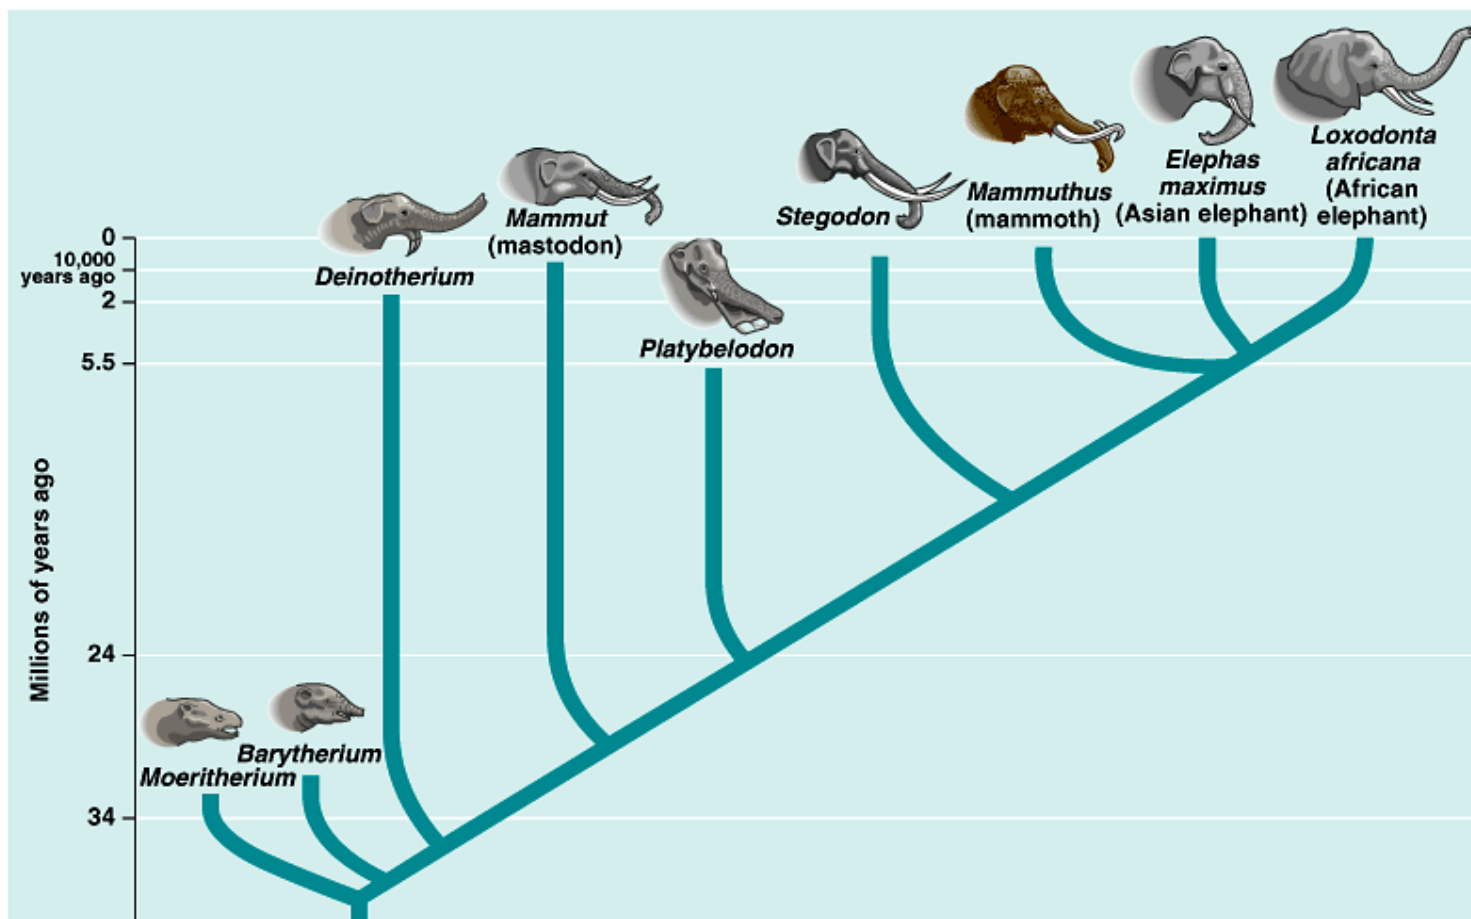 Loxodonta
africana
(African
elephant)
Elephas
maximus
(Asian elephant)
Mammuthus
(mammoth)
Stegodon
Mammut
(mastodon)
Deinotherium
Platybelodon
Barytherium
Moeritherium
0
10,000
years ago
2
5.5
24
34
Millions of years ago